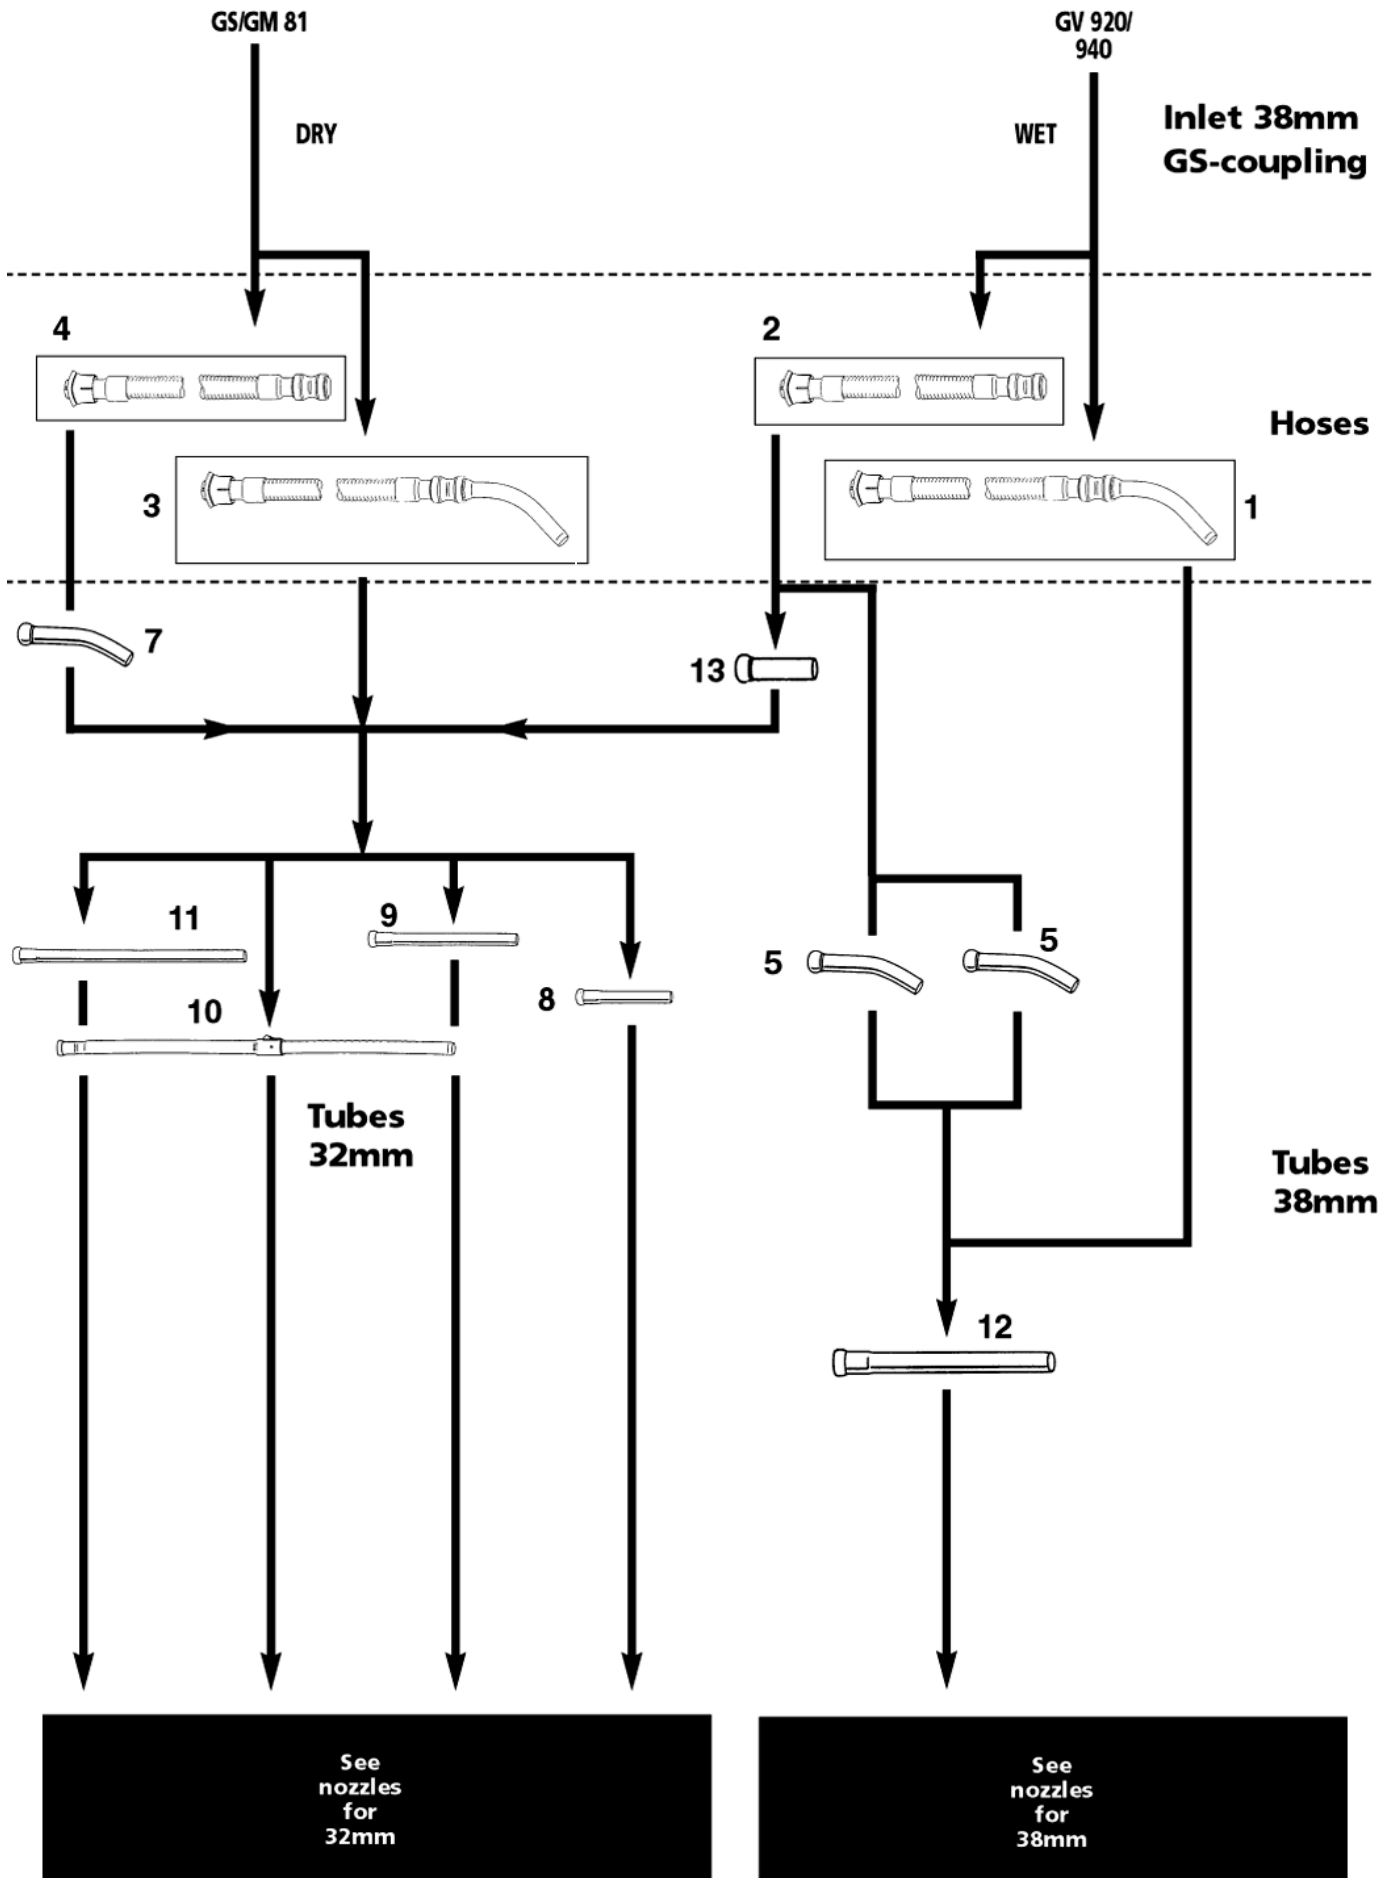 GS/GM 81
GV 920/
940
DRY
WET
Inlet 38mm
GS-coupling
4
2
Hoses
3
1
7
13
11
9
5
5
8
10
Tubes
32mm
Tubes
38mm
12
See
nozzles
for
32mm
See
nozzles
for
38mm